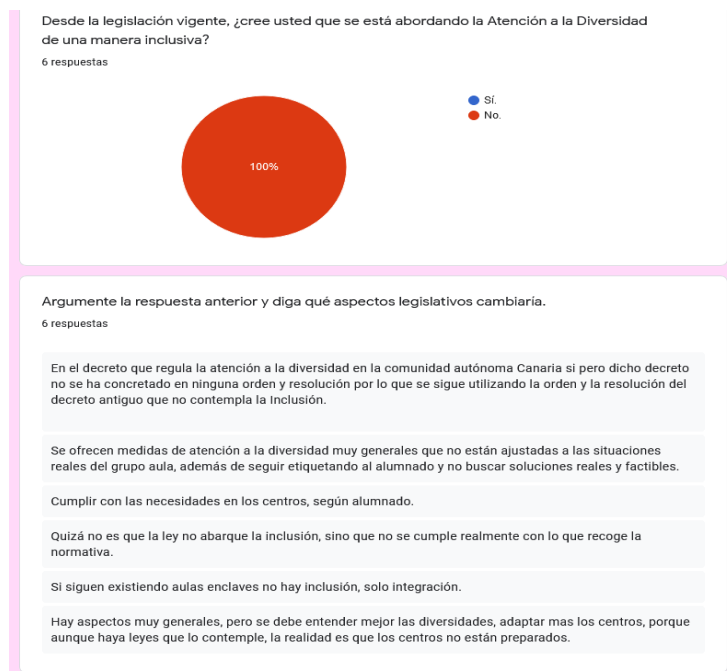 Desde la legislación vigente, ¿cree usted que se está abordando la Atención a la Diversidad
de una manera inclusiva?
6 respuestas
Sí.
No.
100%
Argumente la respuesta anterior y diga qué aspectos legislativos cambiaría.
6 respuestas
En el decreto que regula la atención a la diversidad en la comunidad autónoma Canaria si pero dicho decreto
no se ha concretado en ninguna orden y resolución por lo que se sigue utilizando la orden y la resolución del
decreto antiguo que no contempla la Inclusión.
Se ofrecen medidas de atención a la diversidad muy generales que no están ajustadas a las situaciones
reales del grupo aula, además de seguir etiquetando al alumnado y no buscar soluciones reales y factibles.
Cumplir con las necesidades en los centros, según alumnado.
Quizá no es que la ley no abarque la inclusión, sino que no se cumple realmente con lo que recoge la
normativa.
Si siguen existiendo aulas enclaves no hay inclusión, solo integración.
Hay aspectos muy generales, pero se debe entender mejor las diversidades, adaptar mas los centros, porque
aunque haya leyes que lo contemple, la realidad es que los centros no están preparados.